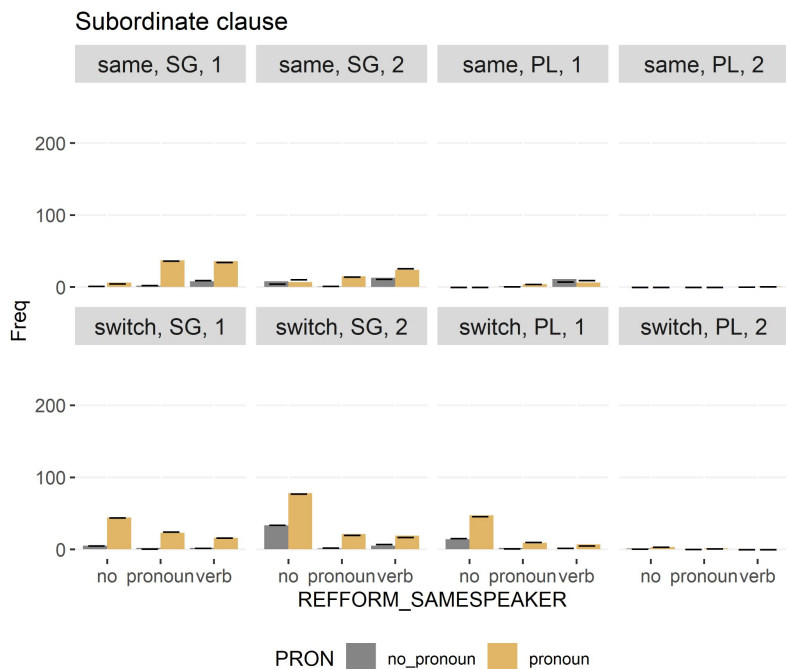 Subordinate clause
same, SG, 1 same, SG, 2 same, PL, 1 same, PL, 2
200
100
0
Freq
switch, SG, 1 switch, SG, 2 switch, PL, 1 switch, PL, 2
200
100
0
no pronoun verb no pronoun verb no pronoun verb no pronoun verb
REFFORM_SAMESPEAKER
PRON no_pronoun pronoun